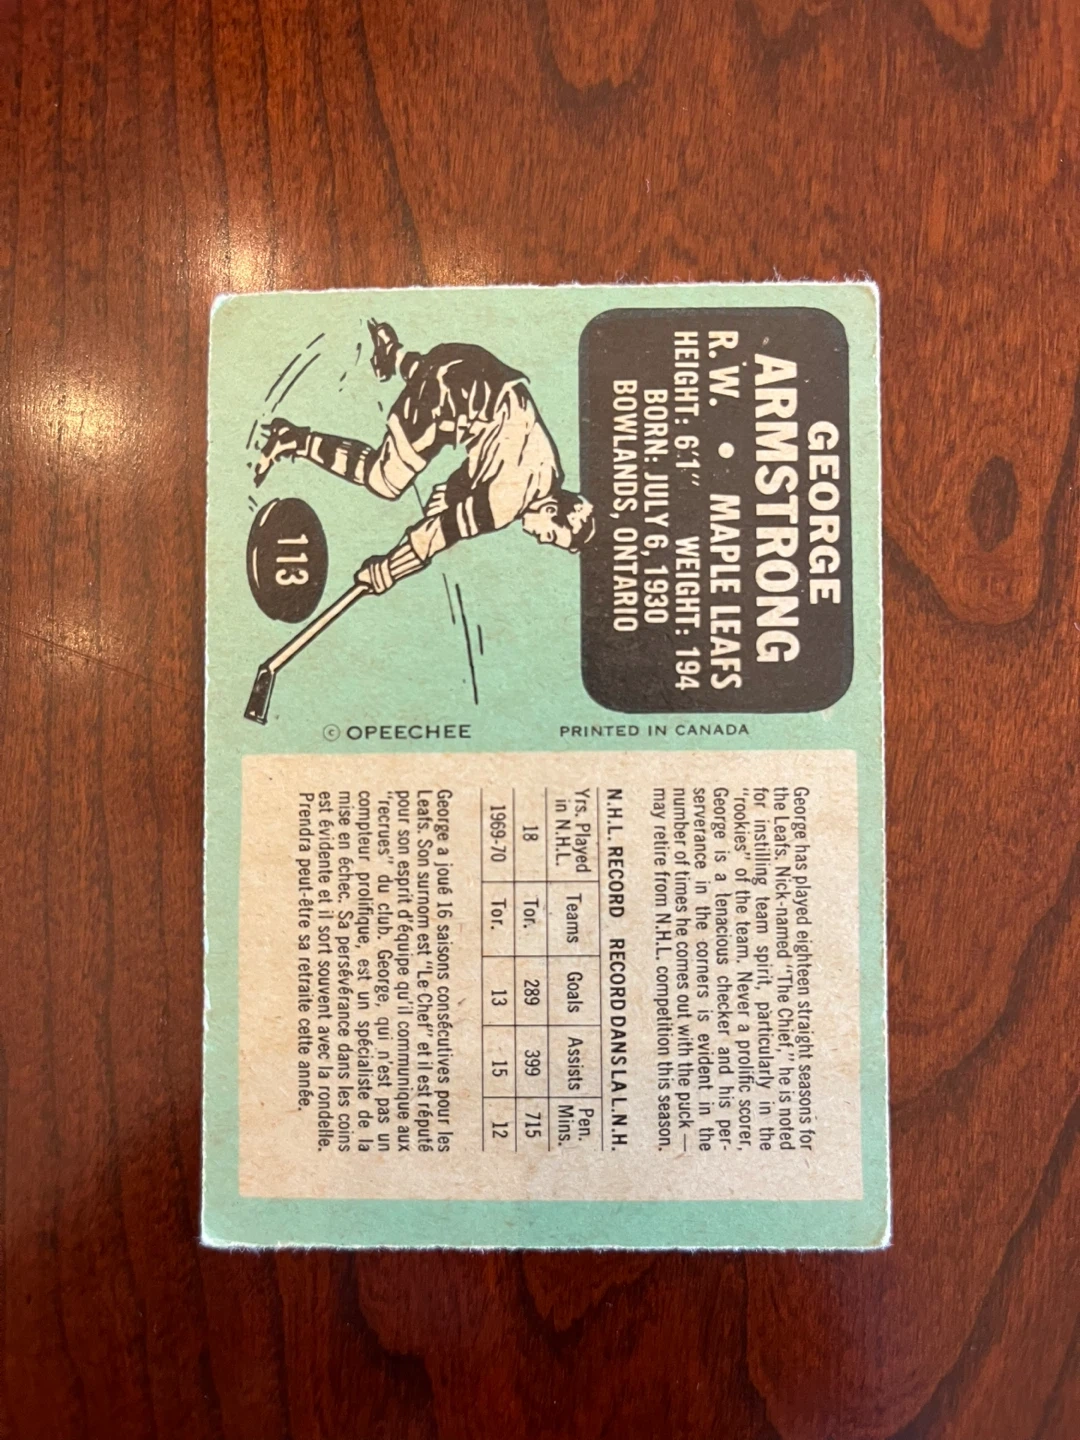 GEORGE
ARMSTRONG
R.W. • MAPLE LEAFS
HEIGHT: 6'1" WEIGHT: 194
BORN: JULY 6, 1930
BOWLANDS, ONTARIO
113
© OPEECHEE
PRINTED IN CANADA
George has played eighteen straight seasons for
the Leafs. Nick-named "The Chief," he is noted
for instilling team spirit, particularly in the
"rookies" of the team. Never a prolific scorer,
George is a tenacious checker and his per-
serverance in the corners is evident in the
number of times he comes out with the puck —
may retire from N.H.L. competition this season.
N.H.L. RECORD RECORD DANS LA L.N.H.
Yrs. Played in N.H.L. Teams Goals Assists Pen. Mins.
18 Tor. 289 399 715
1969-70 Tor. 13 15 12
George a joué 16 saisons consécutives pour les
Leafs. Son surnom est "Le Chef" et il est réputé
pour son esprit d'équipe qu'il communique aux
"recrues" du club. George, qui n'est pas un
compteur prolifique, est un spécialiste de la
mise en échec. Sa persévérance dans les coins
est évidente et il sort souvent avec la rondelle.
Prendra peut-être sa retraite cette année.